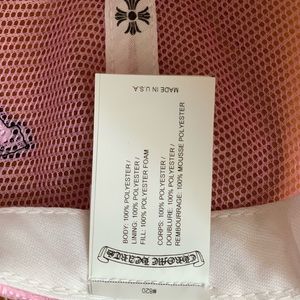 MADE IN U.S.A
BODY: 100% POLYESTER /
LINING: 100% POLYESTER /
FILL: 100% POLYESTER FOAM
CORPS: 100% POLYESTER /
DOUBLURE: 100% POLYESTER /
REMBOURRAGE: 100% MOUSSE POLYESTER
CHROME HEARTS
#820